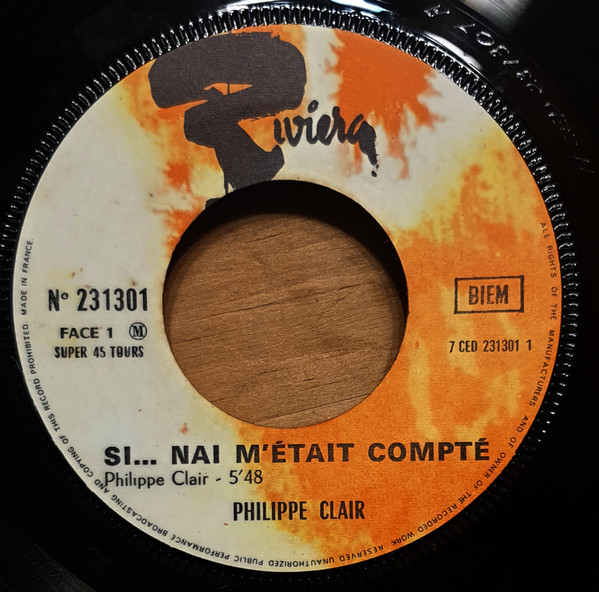 Riviera
N° 231301
FACE 1 M
SUPER 45 TOURS
BIEM
7 CED 231301 1
SI... NAI M'ÉTAIT COMPTÉ
Philippe Clair - 5'48
PHILIPPE CLAIR
ALL RIGHTS OF THE MANUFACTURERS AND OF OWNER OF THE RECORDED WORK. RESERVED UNAUTHORIZED PUBLIC PERFORMANCE BROADCASTING AND COPYING OF THIS RECORD PROHIBITED. MADE IN FRANCE.